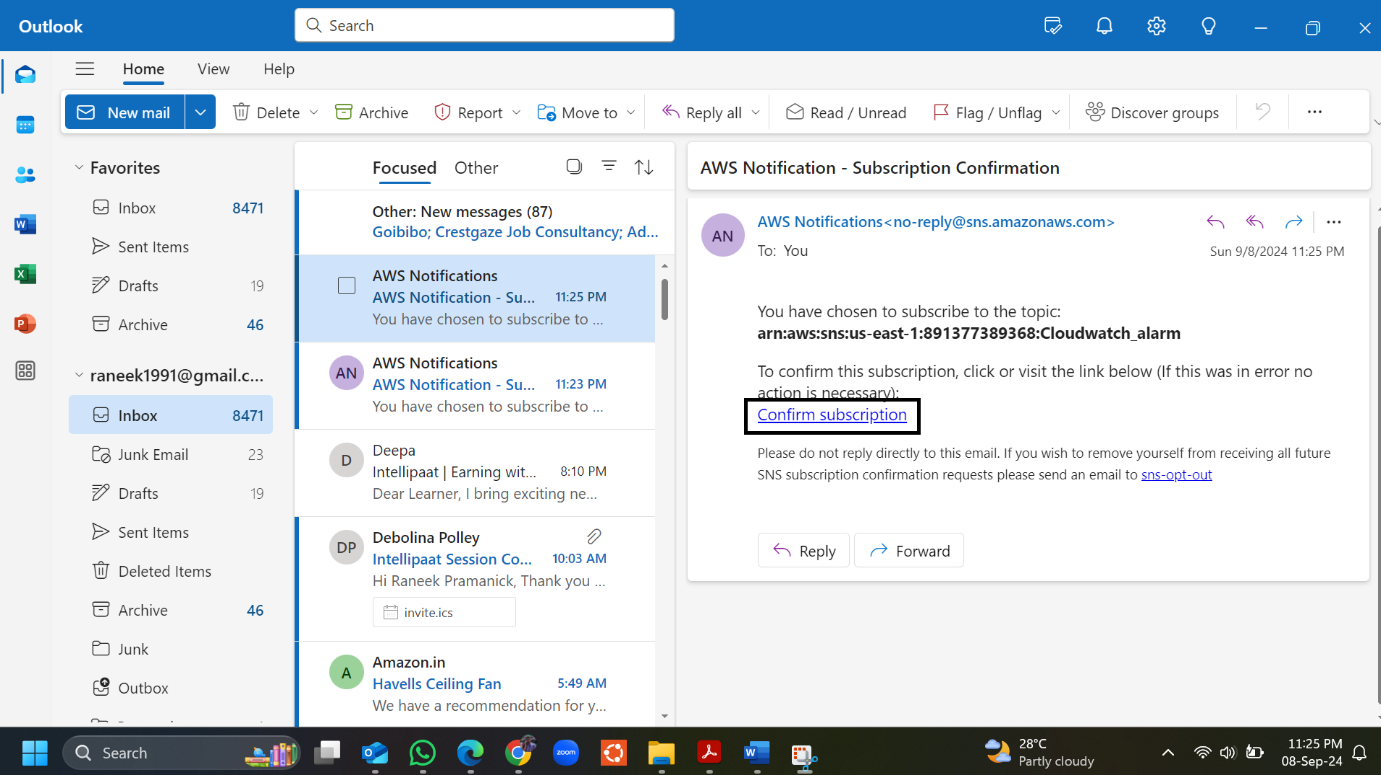 Outlook
Search
Home
View
Help
New mail
Delete
Archive
Report
Move to
Reply all
Read / Unread
Flag / Unflag
Discover groups
Favorites
Inbox 8471
Sent Items
Drafts 19
Archive 46
raneek1991@gmail.c...
Inbox 8471
Junk Email 23
Drafts 19
Sent Items
Deleted Items
Archive 46
Junk
Outbox
Focused Other
Other: New messages (87)
Goibibo; Crestgaze Job Consultancy; Ad...
AWS Notifications
AWS Notification - Su... 11:25 PM
You have chosen to subscribe to ...
AN
AWS Notifications
AWS Notification - Su... 11:23 PM
You have chosen to subscribe to ...
D
Deepa
Intellipaat | Earning wit... 8:10 PM
Dear Learner, I bring exciting ne...
DP
Debolina Polley
Intellipaat Session Co... 10:03 AM
Hi Raneek Pramanick, Thank you ...
invite.ics
A
Amazon.in
Havells Ceiling Fan 5:49 AM
We have a recommendation for y...
AWS Notification - Subscription Confirmation
AN
AWS Notifications<no-reply@sns.amazonaws.com>
To: You
Sun 9/8/2024 11:25 PM
You have chosen to subscribe to the topic:
arn:aws:sns:us-east-1:891377389368:Cloudwatch_alarm
To confirm this subscription, click or visit the link below (If this was in error no
action is necessary):
Confirm subscription
Please do not reply directly to this email. If you wish to remove yourself from receiving all future
SNS subscription confirmation requests please send an email to sns-opt-out
Reply
Forward
Search
zoom
28°C
Partly cloudy
11:25 PM
08-Sep-24